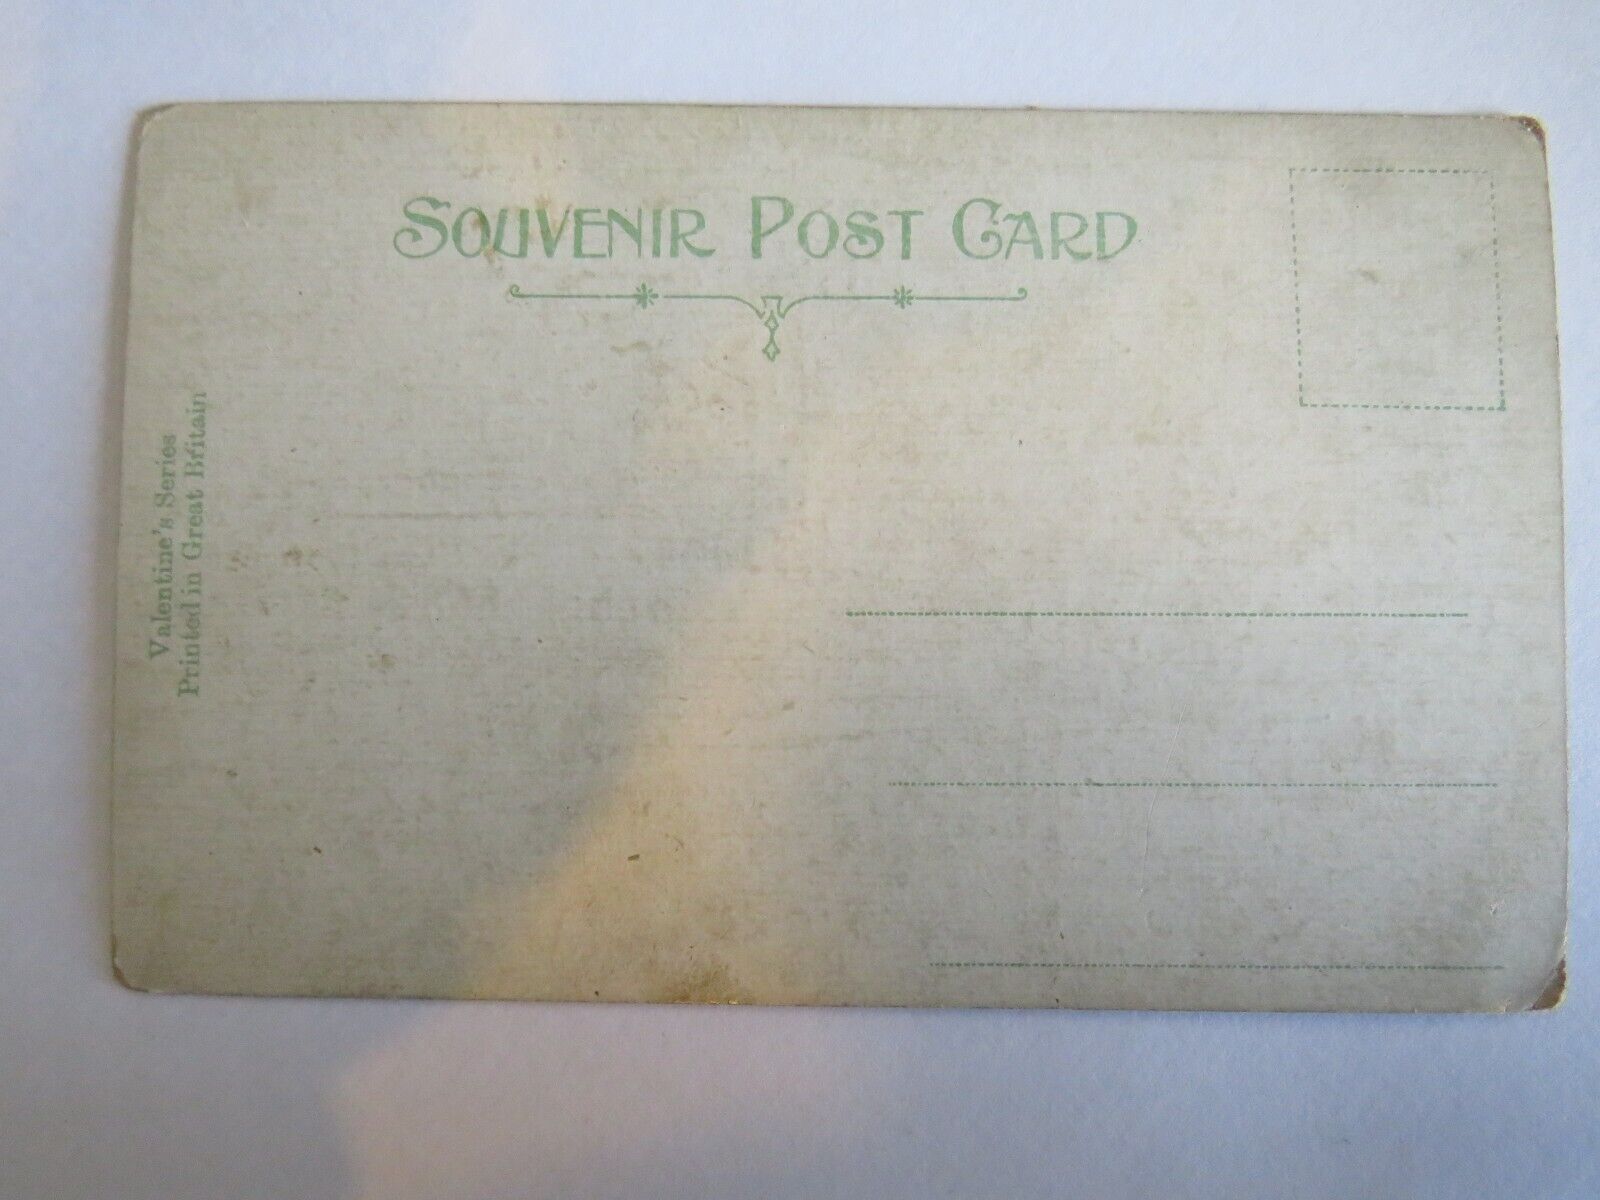 SOUVENIR POST CARD
Valentine's Series
Printed in Great Britain